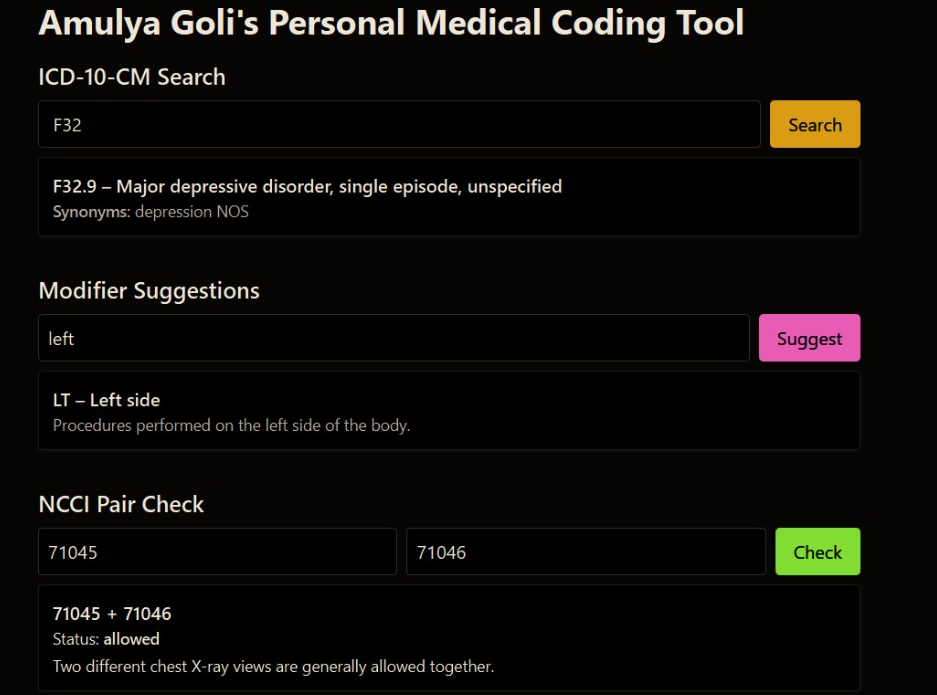 Amulya Goli's Personal Medical Coding Tool
ICD-10-CM Search
F32
Search
F32.9 – Major depressive disorder, single episode, unspecified
Synonyms: depression NOS
Modifier Suggestions
left
Suggest
LT – Left side
Procedures performed on the left side of the body.
NCCI Pair Check
71045
71046
Check
71045 + 71046
Status: allowed
Two different chest X-ray views are generally allowed together.